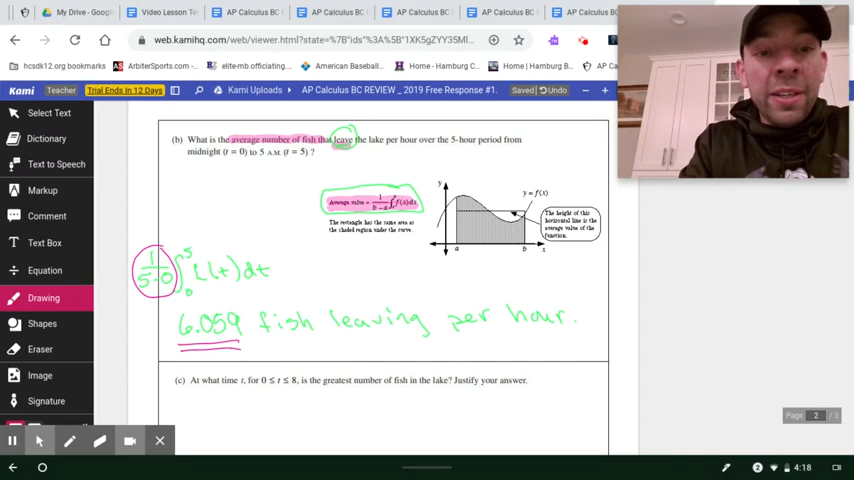 My Drive - Goo
Video Lesson Te
AP Calculus BC
AP Calculus BC
AP Calculus BC
AP Calculus BC
web.kamihq.com/web/viewer.html?state=%7B"ids"%3A%5B"1XK5gZYY35Ml...
hcsdk12.org bookmarks
ArbiterSports.com
elite-mb.officiating...
American Baseball...
Home - Hamburg C...
Home | Hamburg B...
AP Ca
Kami
Teacher
Trial Ends In 12 Days
Kami Uploads
AP Calculus BC REVIEW _ 2019 Free Response #1.
Saved
Undo
Select Text
Dictionary
Text to Speech
Markup
Comment
Text Box
Equation
Drawing
Shapes
Eraser
Image
Signature
(b) What is the average number of fish that leave the lake per hour over the 5-hour period from
midnight (t = 0) to 5 A.M. (t = 5) ?
Average value = 1/(b−a) ∫ₐᵇ f(x)dx
The rectangle has the same area as
the shaded region under the curve.
y
y = f(x)
The height of this
horizontal line is the
average value of the
function.
a
b
x
1/(5-0) ∫₀⁵ L(t)dt
6.059 fish leaving per hour.
(c) At what time t, for 0 ≤ t ≤ 8, is the greatest number of fish in the lake? Justify your answer.
Page 2 / 3
2
4:18